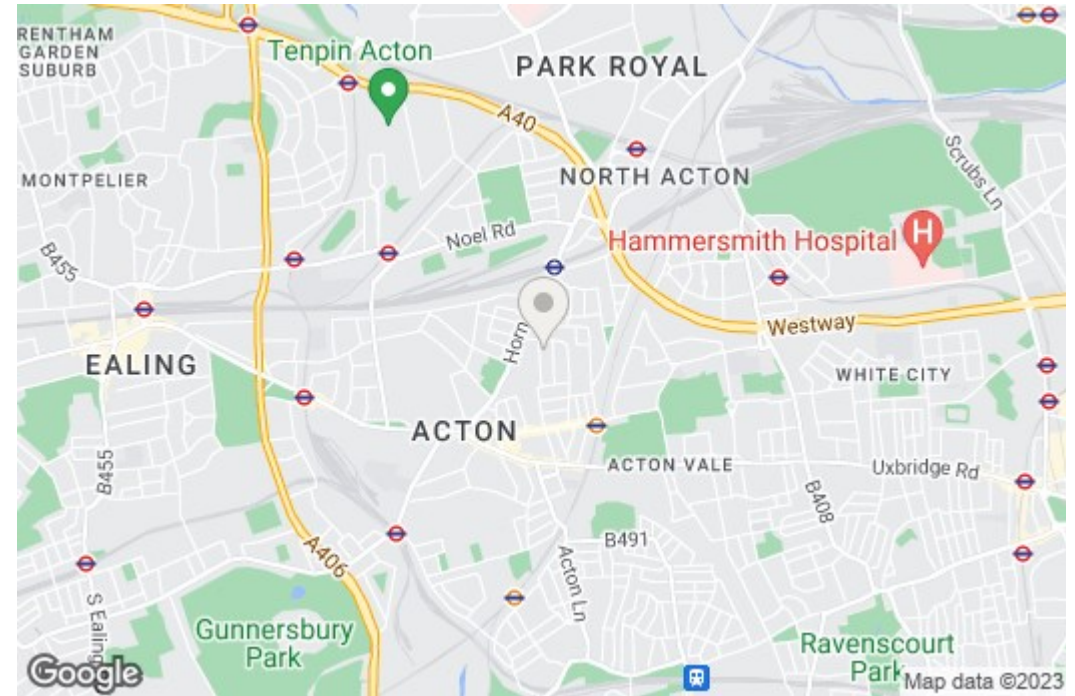 RENTHAM
GARDEN
SUBURB
Tenpin Acton
PARK ROYAL
A40
Scrubs Ln
MONTPELIER
NORTH ACTON
Noel Rd
Hammersmith Hospital
H
B455
Horn
Westway
EALING
WHITE CITY
ACTON
B455
ACTON VALE
Uxbridge Rd
B408
A406
B491
Acton Ln
S Ealing
Gunnersbury
Park
Ravenscourt
Park
Google
Map data ©2023